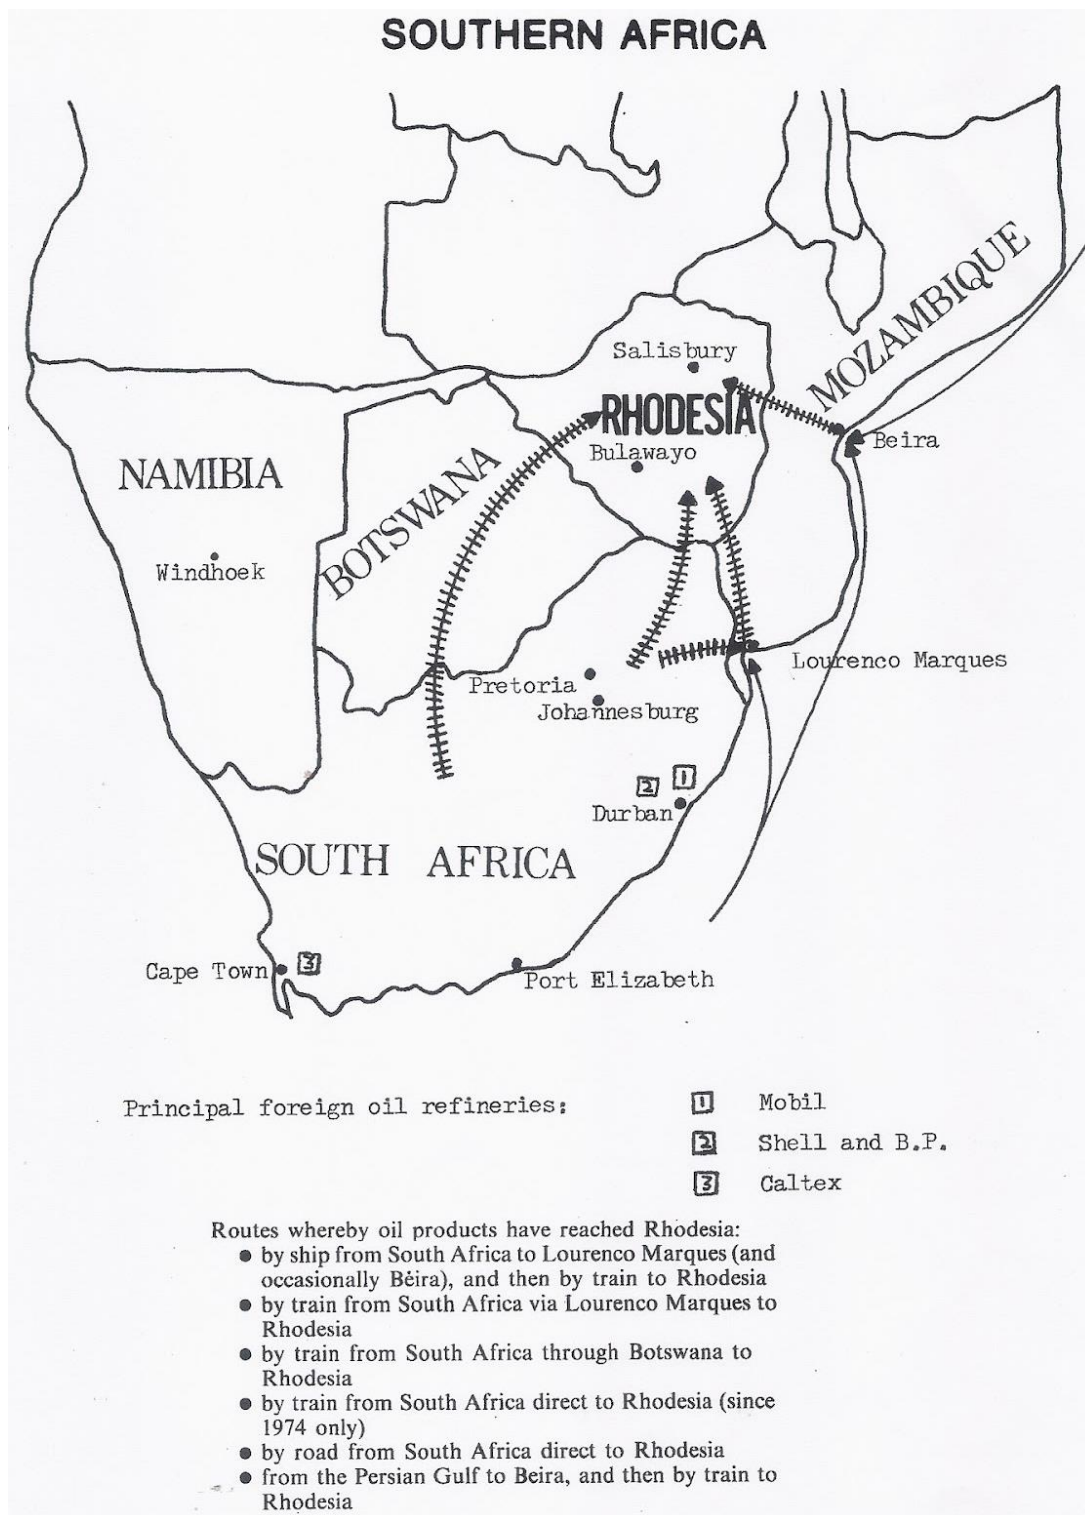 SOUTHERN AFRICA
MOZAMBIQUE
Salisbury
RHODESIA
Beira
Bulawayo
NAMIBIA
BOTSWANA
Windhoek
Lourenco Marques
Pretoria
Johannesburg
2 1
Durban
SOUTH AFRICA
Cape Town 3
Port Elizabeth
Principal foreign oil refineries:
1 Mobil
2 Shell and B.P.
3 Caltex
Routes whereby oil products have reached Rhodesia:
● by ship from South Africa to Lourenco Marques (and
occasionally Beira), and then by train to Rhodesia
● by train from South Africa via Lourenco Marques to
Rhodesia
● by train from South Africa through Botswana to
Rhodesia
● by train from South Africa direct to Rhodesia (since
1974 only)
● by road from South Africa direct to Rhodesia
● from the Persian Gulf to Beira, and then by train to
Rhodesia